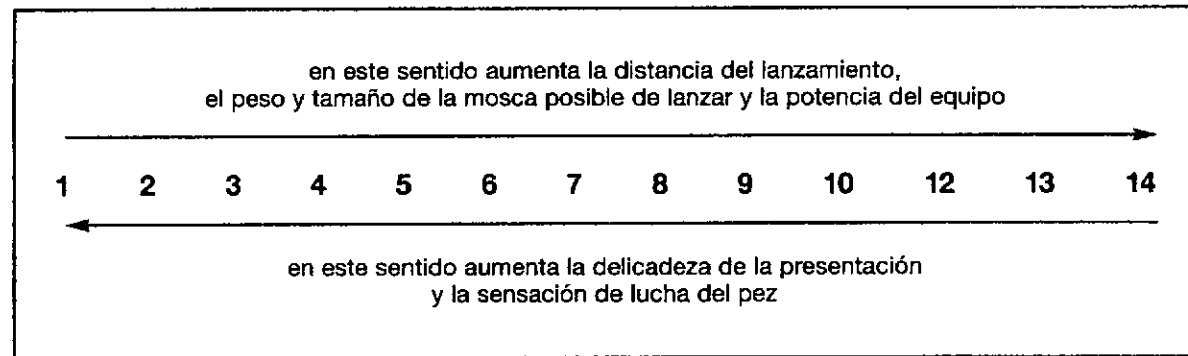 en este sentido aumenta la distancia del lanzamiento,
el peso y tamaño de la mosca posible de lanzar y la potencia del equipo
1 2 3 4 5 6 7 8 9 10 12 13 14
en este sentido aumenta la delicadeza de la presentación
y la sensación de lucha del pez